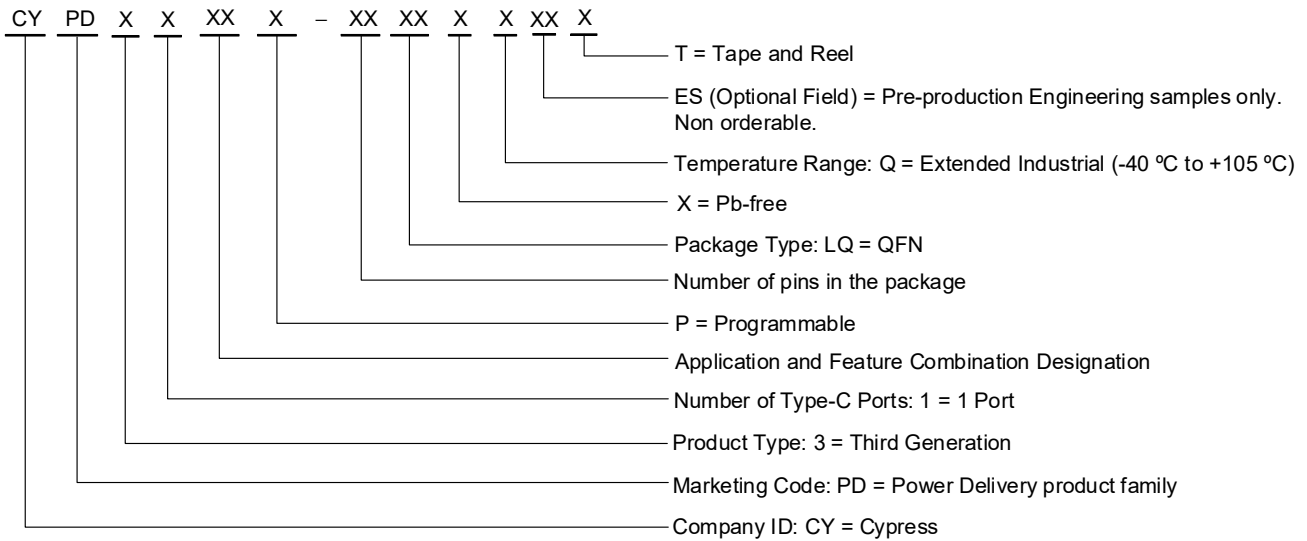 CY PD X X XX X – XX XX X X XX X
T = Tape and Reel
ES (Optional Field) = Pre-production Engineering samples only.
Non orderable.
Temperature Range: Q = Extended Industrial (-40 ºC to +105 ºC)
X = Pb-free
Package Type: LQ = QFN
Number of pins in the package
P = Programmable
Application and Feature Combination Designation
Number of Type-C Ports: 1 = 1 Port
Product Type: 3 = Third Generation
Marketing Code: PD = Power Delivery product family
Company ID: CY = Cypress